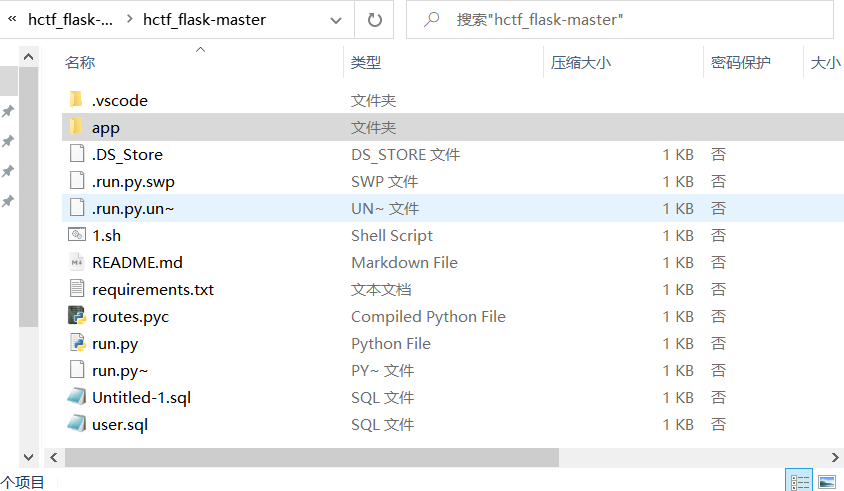 « hctf_flask-... > hctf_flask-master
搜索"hctf_flask-master"
名称 类型 压缩大小 密码保护 大小
.vscode 文件夹
app 文件夹
.DS_Store DS_STORE 文件 1 KB 否
.run.py.swp SWP 文件 1 KB 否
.run.py.un~ UN~ 文件 1 KB 否
1.sh Shell Script 1 KB 否
README.md Markdown File 1 KB 否
requirements.txt 文本文档 1 KB 否
routes.pyc Compiled Python File 1 KB 否
run.py Python File 1 KB 否
run.py~ PY~ 文件 1 KB 否
Untitled-1.sql SQL 文件 1 KB 否
user.sql SQL 文件 1 KB 否
个项目